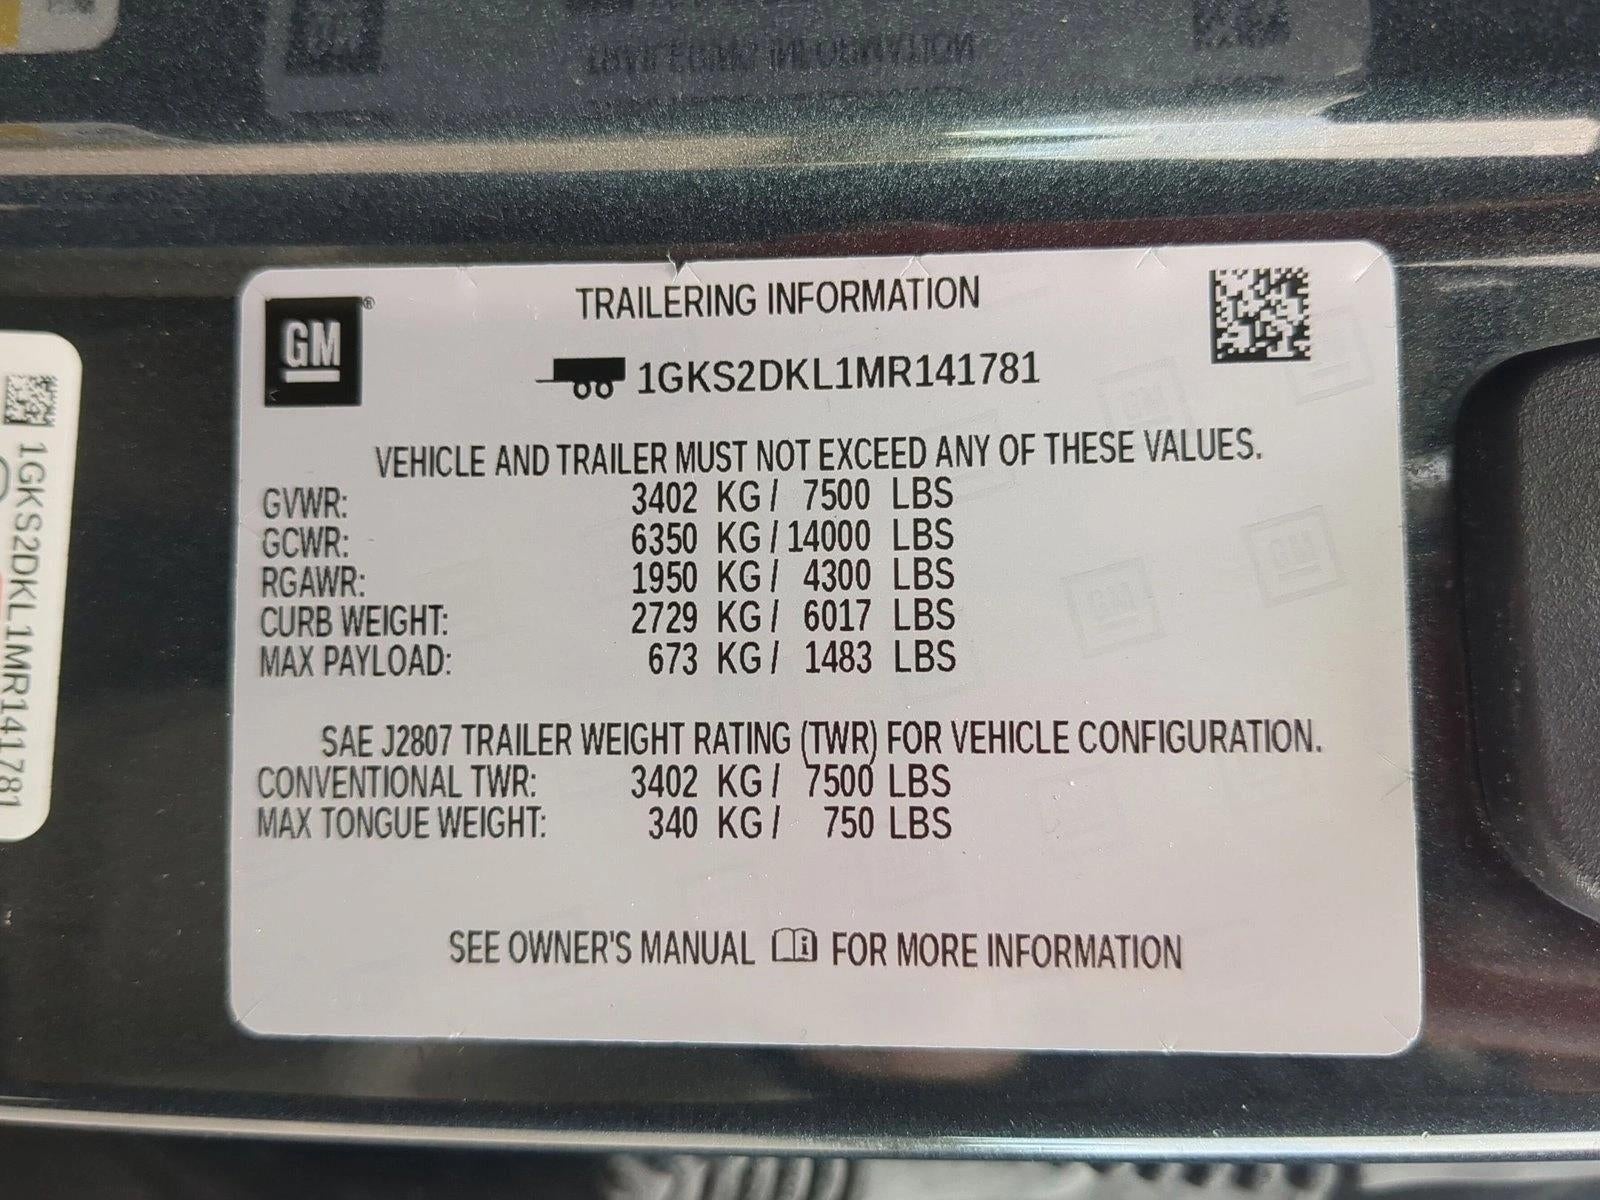 TRAILERING INFORMATION
GM®
1GKS2DKL1MR141781
VEHICLE AND TRAILER MUST NOT EXCEED ANY OF THESE VALUES.
GVWR: 3402 KG / 7500 LBS
GCWR: 6350 KG / 14000 LBS
RGAWR: 1950 KG / 4300 LBS
CURB WEIGHT: 2729 KG / 6017 LBS
MAX PAYLOAD: 673 KG / 1483 LBS
SAE J2807 TRAILER WEIGHT RATING (TWR) FOR VEHICLE CONFIGURATION.
CONVENTIONAL TWR: 3402 KG / 7500 LBS
MAX TONGUE WEIGHT: 340 KG / 750 LBS
SEE OWNER'S MANUAL FOR MORE INFORMATION
1GKS2DKL1MR141781